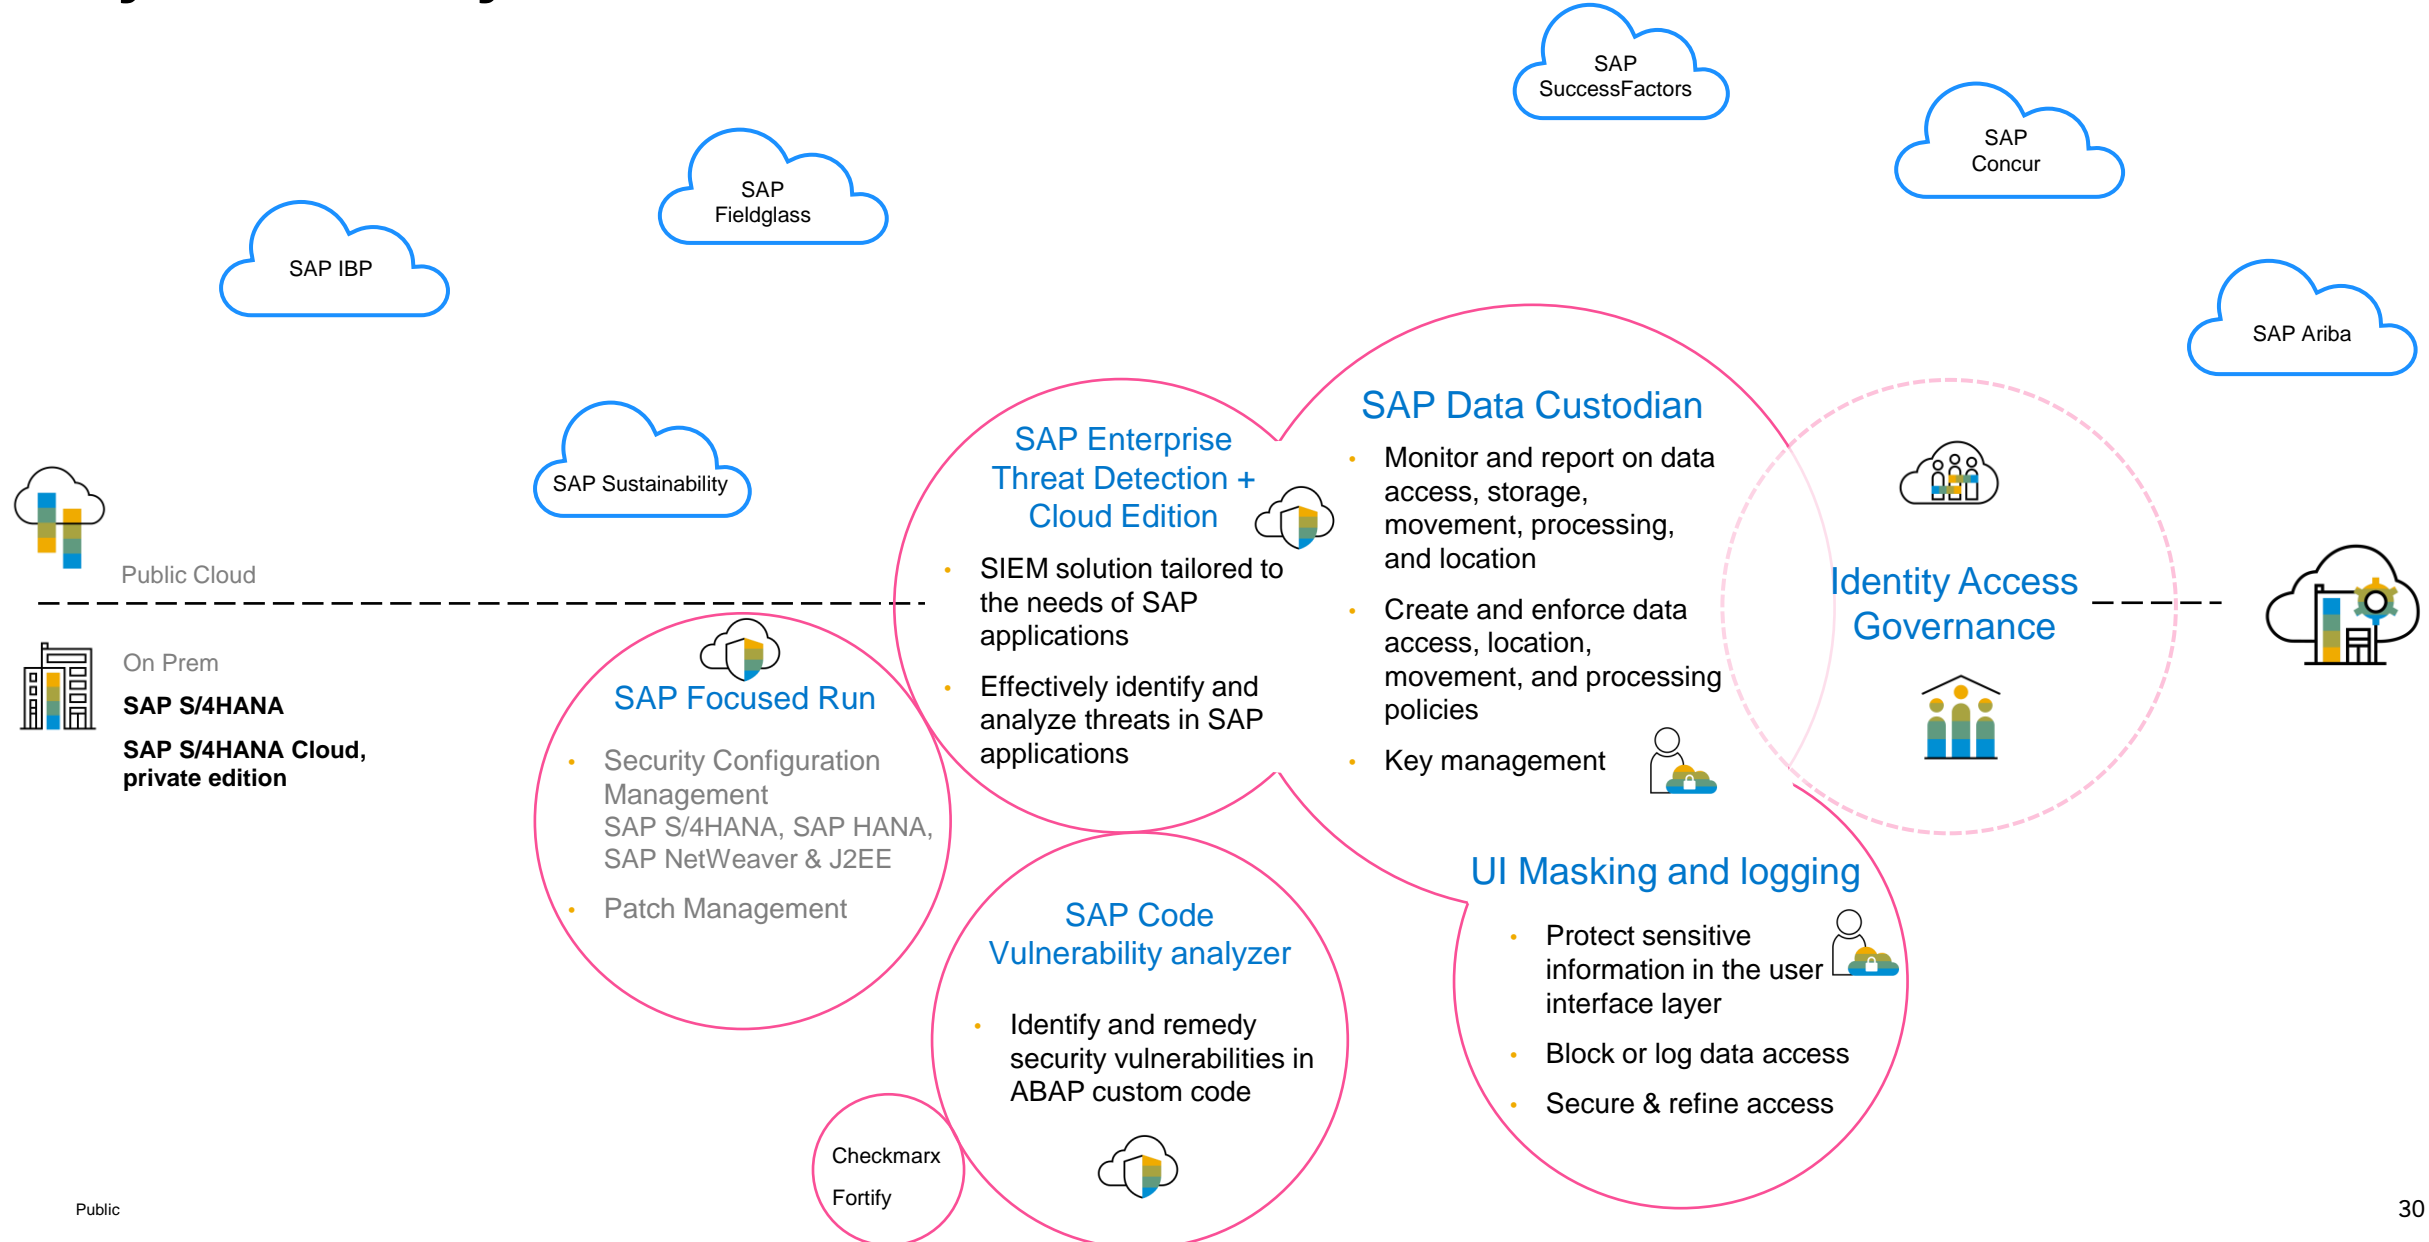 SAP
SuccessFactors
SAP
Concur
SAP
Fieldglass
SAP IBP
SAP Ariba
SAP Sustainability
Public Cloud
On Prem
SAP S/4HANA
SAP S/4HANA Cloud,
private edition
SAP Focused Run
• Security Configuration
Management
SAP S/4HANA, SAP HANA,
SAP NetWeaver & J2EE
• Patch Management
SAP Enterprise
Threat Detection +
Cloud Edition
• SIEM solution tailored to
the needs of SAP
applications
• Effectively identify and
analyze threats in SAP
applications
SAP Data Custodian
• Monitor and report on data
access, storage,
movement, processing,
and location
• Create and enforce data
access, location,
movement, and processing
policies
• Key management
Identity Access
Governance
SAP Code
Vulnerability analyzer
• Identify and remedy
security vulnerabilities in
ABAP custom code
Checkmarx
Fortify
UI Masking and logging
• Protect sensitive
information in the user
interface layer
• Block or log data access
• Secure & refine access
Public
30